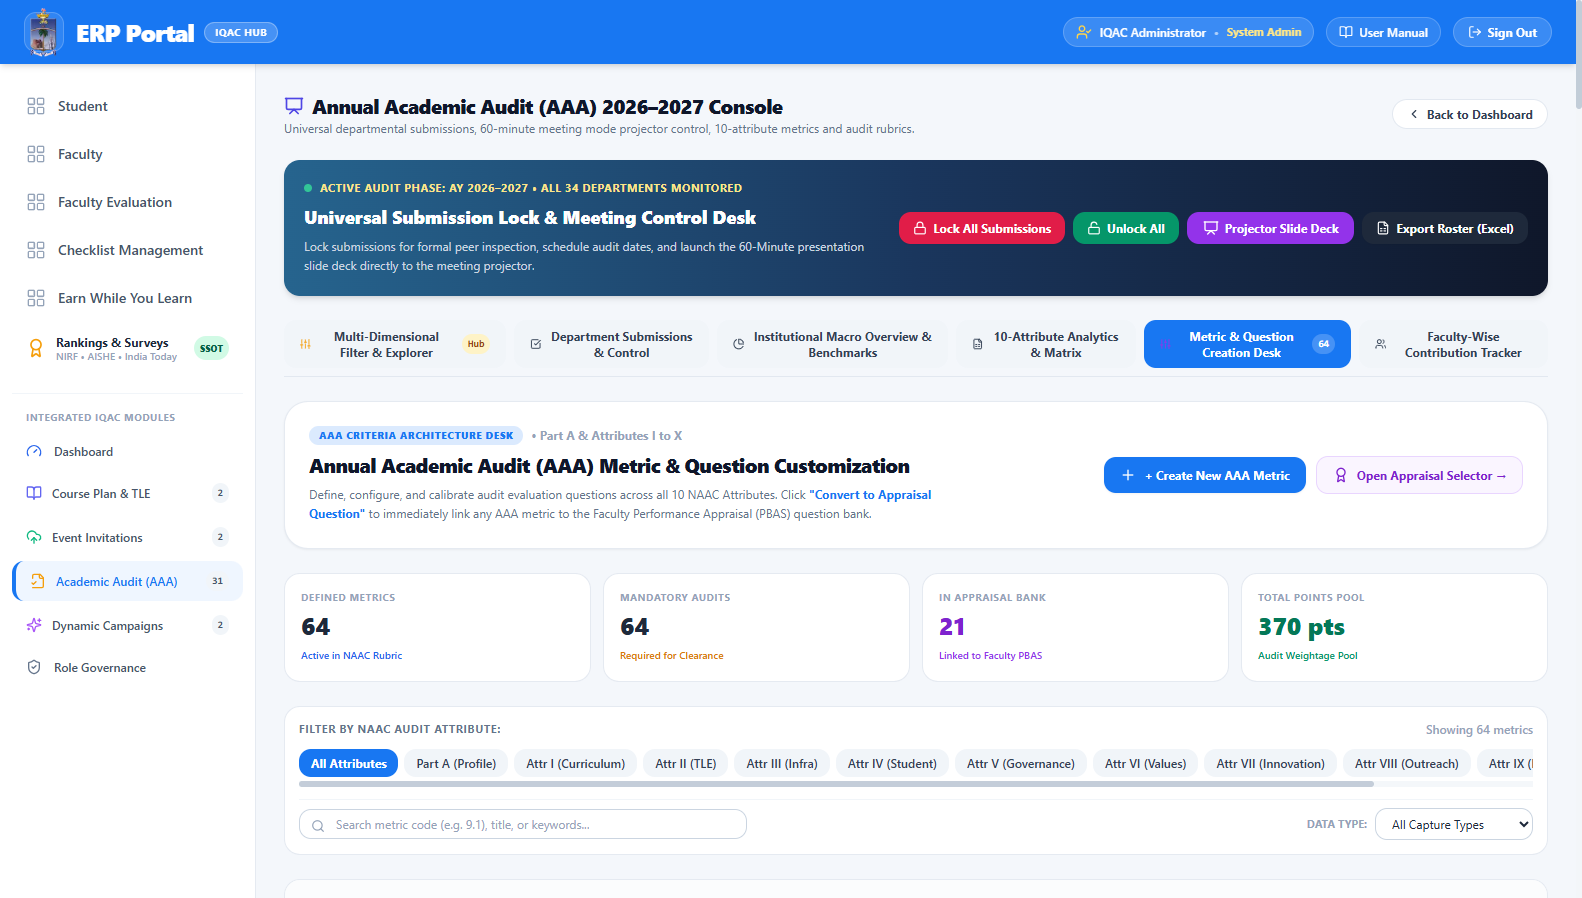 ERP Portal
IQAC HUB
IQAC Administrator • System Admin
User Manual
Sign Out
Student
Faculty
Faculty Evaluation
Checklist Management
Earn While You Learn
Rankings & Surveys
NIRF • AISHE • India Today
SSOT
INTEGRATED IQAC MODULES
Dashboard
Course Plan & TLE
2
Event Invitations
2
Academic Audit (AAA)
31
Dynamic Campaigns
2
Role Governance
Annual Academic Audit (AAA) 2026–2027 Console
Universal departmental submissions, 60-minute meeting mode projector control, 10-attribute metrics and audit rubrics.
Back to Dashboard
ACTIVE AUDIT PHASE: AY 2026–2027 • ALL 34 DEPARTMENTS MONITORED
Universal Submission Lock & Meeting Control Desk
Lock submissions for formal peer inspection, schedule audit dates, and launch the 60-Minute presentation
slide deck directly to the meeting projector.
Lock All Submissions
Unlock All
Projector Slide Deck
Export Roster (Excel)
Multi-Dimensional
Filter & Explorer
Hub
Department Submissions
& Control
Institutional Macro Overview &
Benchmarks
10-Attribute Analytics
& Matrix
Metric & Question
Creation Desk
64
Faculty-Wise
Contribution Tracker
AAA CRITERIA ARCHITECTURE DESK
• Part A & Attributes I to X
Annual Academic Audit (AAA) Metric & Question Customization
Define, configure, and calibrate audit evaluation questions across all 10 NAAC Attributes. Click "Convert to Appraisal
Question" to immediately link any AAA metric to the Faculty Performance Appraisal (PBAS) question bank.
+ Create New AAA Metric
Open Appraisal Selector →
DEFINED METRICS
64
Active in NAAC Rubric
MANDATORY AUDITS
64
Required for Clearance
IN APPRAISAL BANK
21
Linked to Faculty PBAS
TOTAL POINTS POOL
370 pts
Audit Weightage Pool
FILTER BY NAAC AUDIT ATTRIBUTE:
Showing 64 metrics
All Attributes
Part A (Profile)
Attr I (Curriculum)
Attr II (TLE)
Attr III (Infra)
Attr IV (Student)
Attr V (Governance)
Attr VI (Values)
Attr VII (Innovation)
Attr VIII (Outreach)
Attr IX (
Search metric code (e.g. 9.1), title, or keywords...
DATA TYPE:
All Capture Types